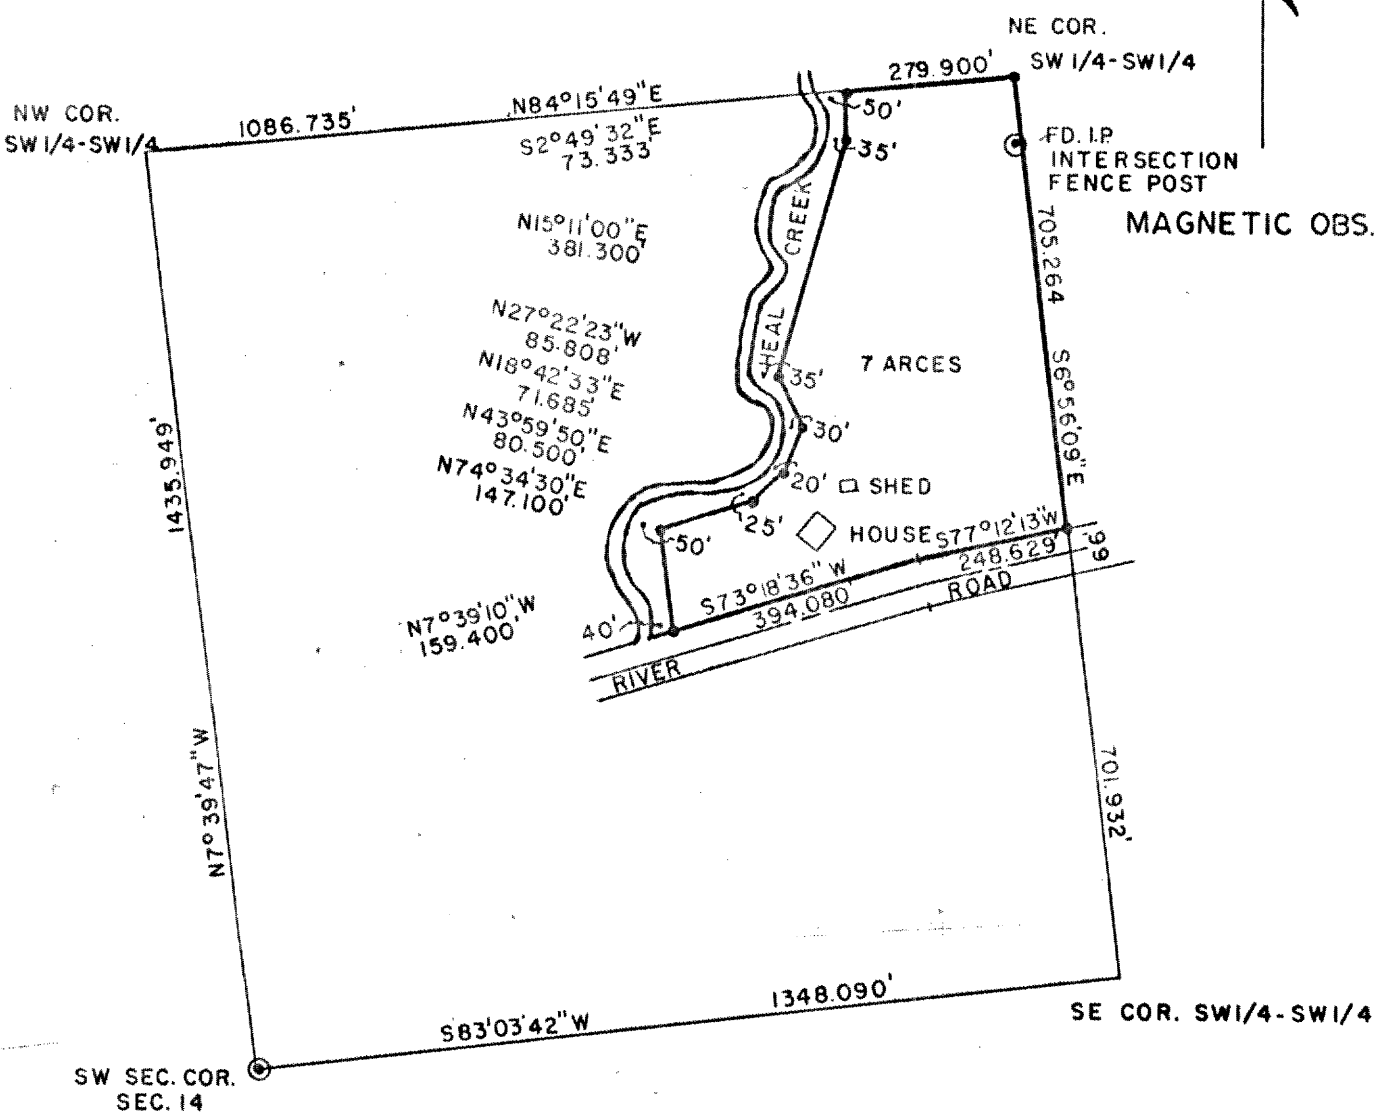 NE COR.
SW 1/4-SW1/4
279.900'
NW COR.
SW1/4-SW1/4
1086.735'
N84°15'49"E
50'
S2°49'32"E
73.333'
35'
FD. I.P.
INTERSECTION
FENCE POST
MAGNETIC OBS.
N15°11'00"E
381.300'
HEAL CREEK
705.264
S6°56'09"E
N27°22'23"W
85.808'
N18°42'33"E
71.685'
N43°59'50"E
80.500'
N74°34'30"E
147.100'
35'
7 ARCES
30'
20'
SHED
25'
HOUSE
50'
S77°12'13"W
248.629'
66
S73°18'36"W
394.080'
ROAD
RIVER
40'
N7°39'10"W
159.400'
1435.949'
N7°39'47"W
701.932'
1348.090'
S83'03'42"W
SE COR. SW1/4-SW1/4
SW SEC. COR.
SEC. 14